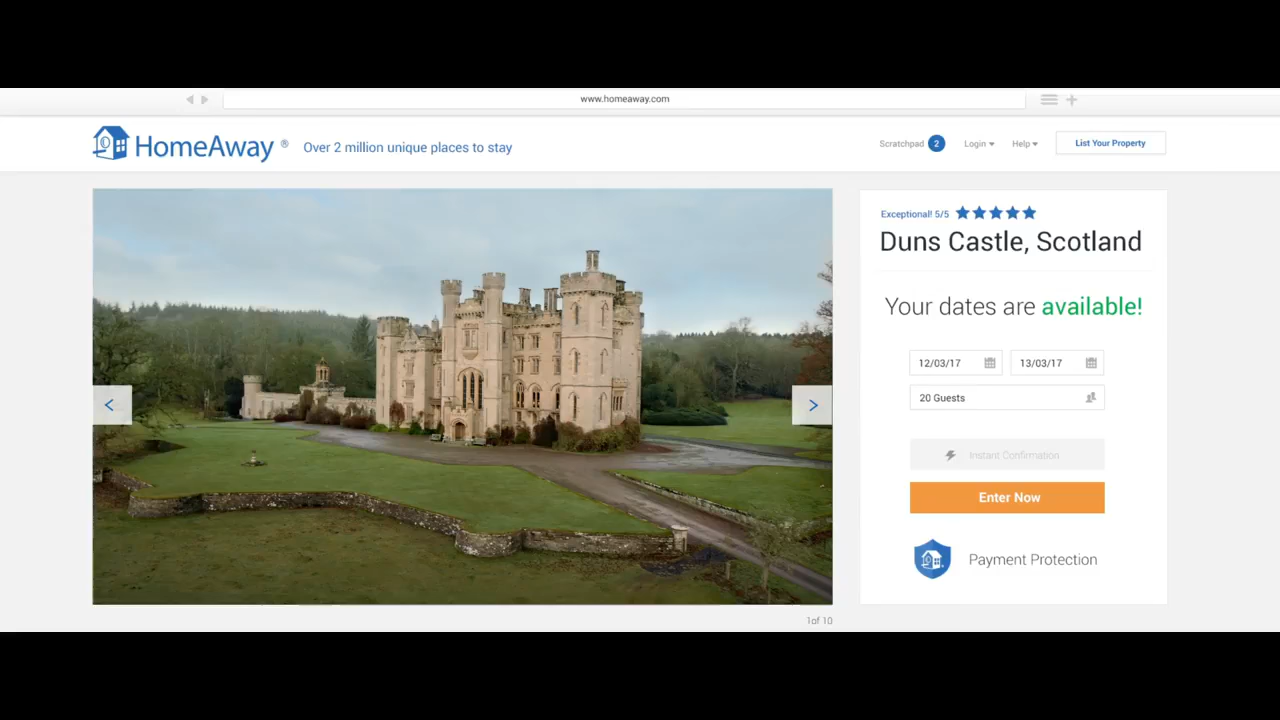 www.homeaway.com
HomeAway ® Over 2 million unique places to stay
Scratchpad 2 Login Help List Your Property
Exceptional! 5/5
Duns Castle, Scotland
Your dates are available!
12/03/17 13/03/17
20 Guests
Instant Confirmation
Enter Now
Payment Protection
1of 10